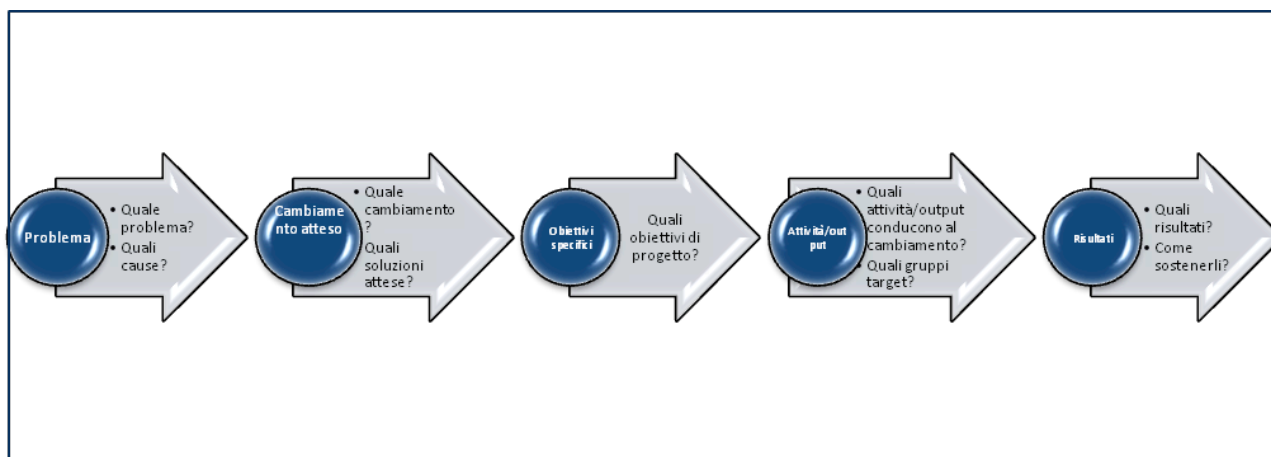 Problema
• Quale
problema?
• Quali
cause?
Cambiame
nto atteso
• Quale
cambiamento
?
• Quali
soluzioni
attese?
Obiettivi
specifici
Quali
obiettivi di
progetto?
Attività/out
put
• Quali
attività/output
conducono al
cambiamento?
• Quali gruppi
target?
Risultati
• Quali
risultati?
• Come
sostenerli?